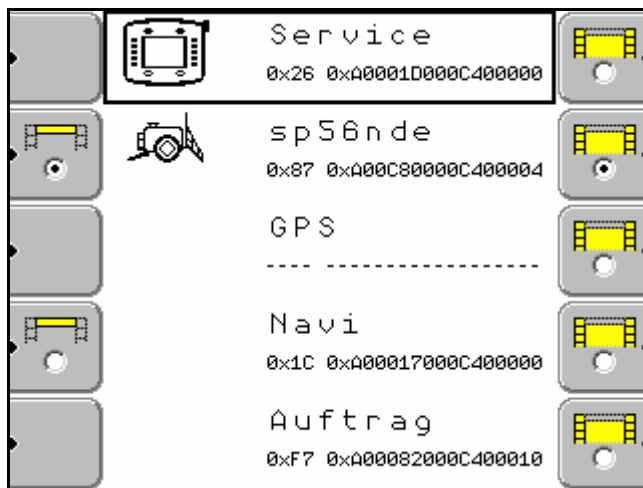 Service
0x26 0xA0001D000C400000
sp56nde
0x87 0xA00C80000C400004
GPS
---- -----------------
Navi
0x1C 0xA00017000C400000
Auftrag
0xF7 0xA00082000C400010